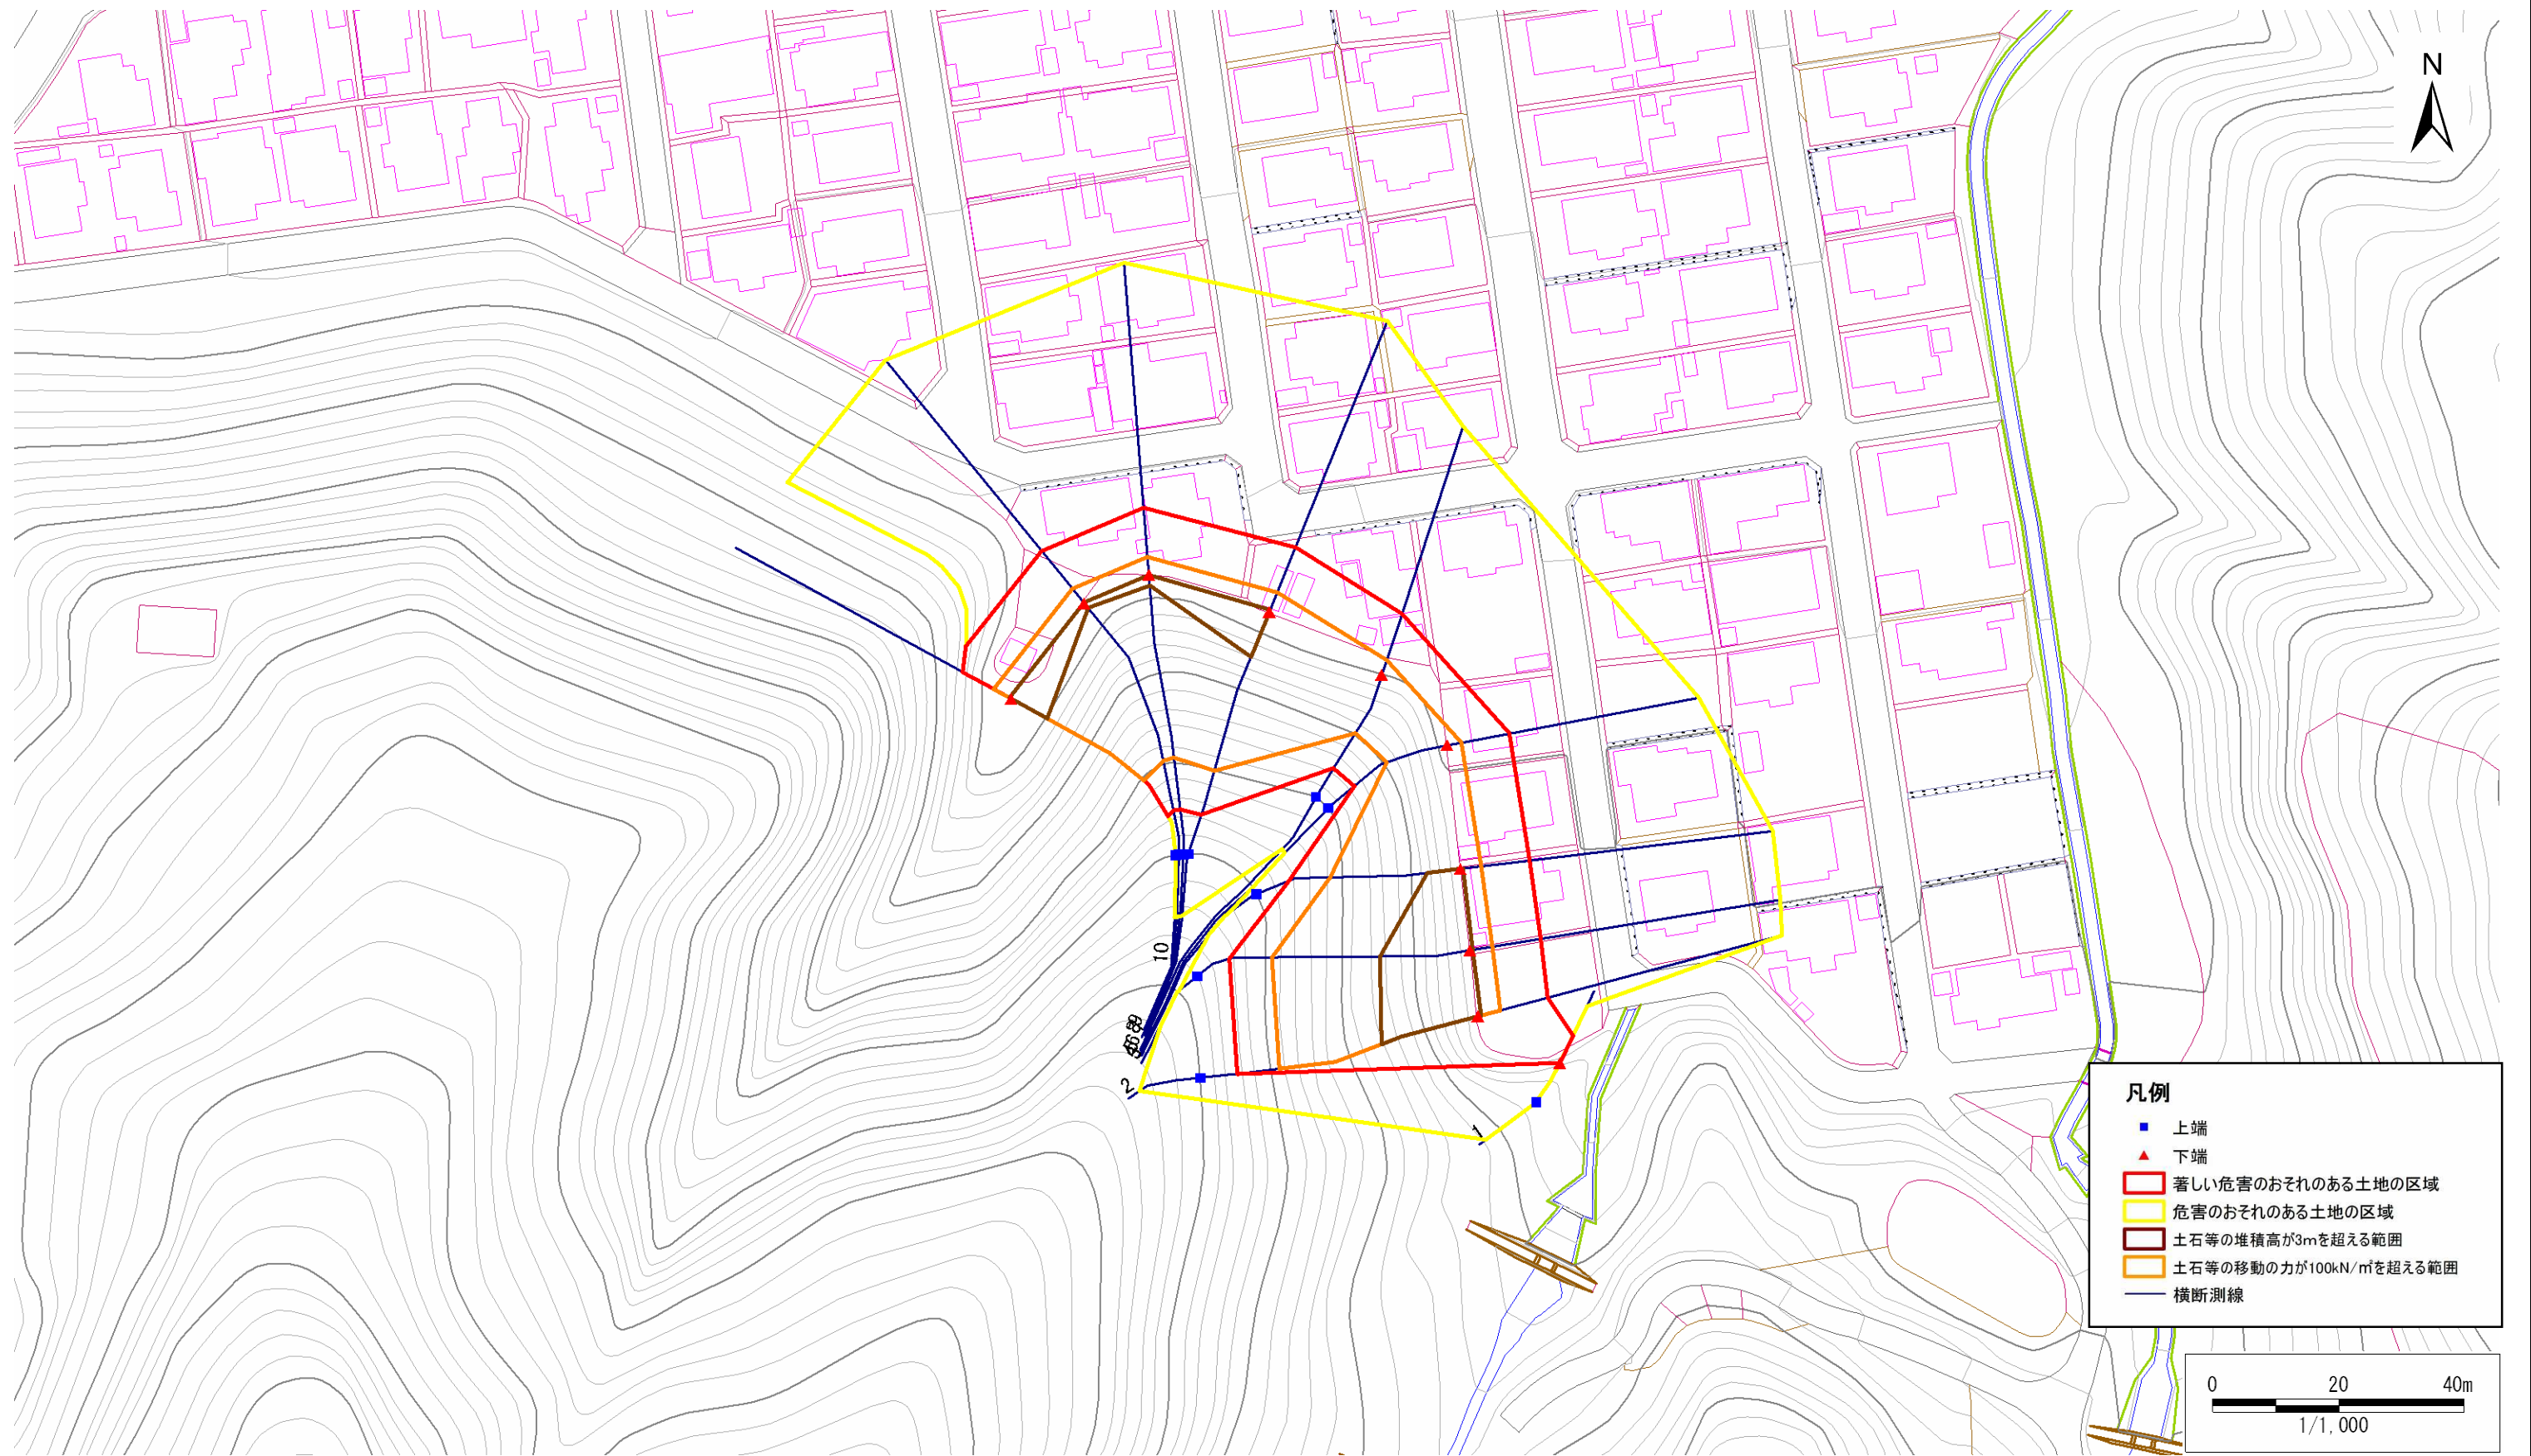 N
10
2
1
凡例
上端
下端
著しい危害のおそれのある土地の区域
危害のおそれのある土地の区域
土石等の堆積高が3mを超える範囲
土石等の移動の力が100kN/㎡を超える範囲
横断測線
0 20 40m
1/1,000